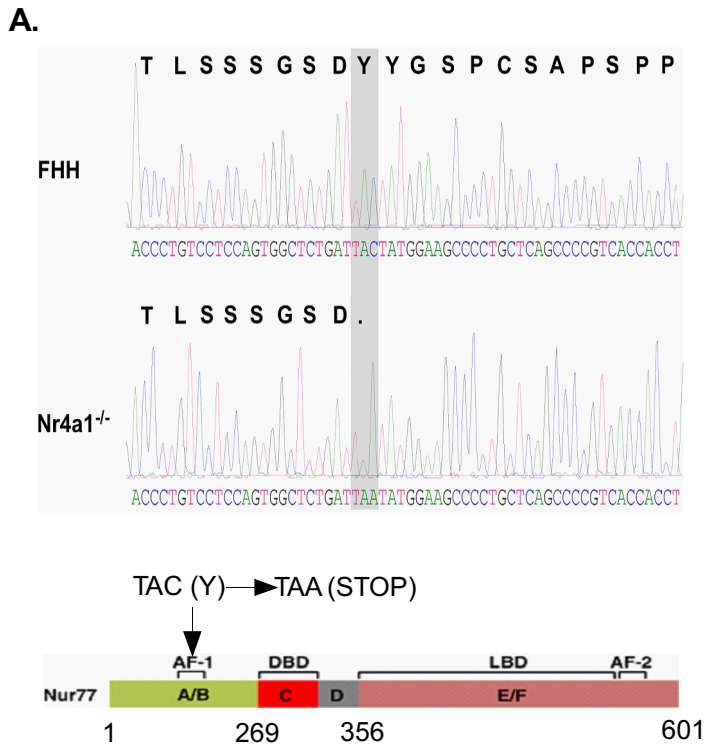 A.
T L S S S G S D Y Y G S P C S A P S P P
FHH
ACCCTGTCCTCCAGTGGCTCTGATTACTATGGAAGCCCCTGCTCAGCCCCGTCACCACCT
T L S S S G S D .
Nr4a1-/-
ACCCTGTCCTCCAGTGGCTCTGATTAATATGGAAGCCCCTGCTCAGCCCCGTCACCACCT
TAC (Y) TAA (STOP)
AF-1 DBD LBD AF-2
Nur77 A/B C D E/F
1 269 356 601